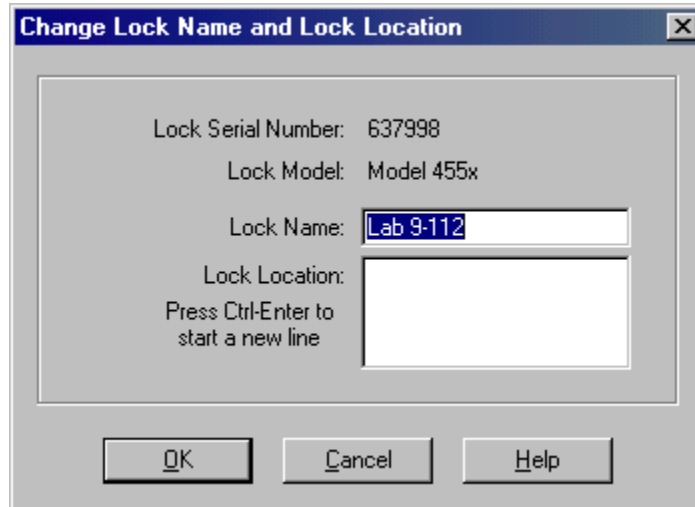 Change Lock Name and Lock Location
Lock Serial Number: 637998
Lock Model: Model 455x
Lock Name: Lab 9-112
Lock Location:
Press Ctrl-Enter to
start a new line
OK Cancel Help